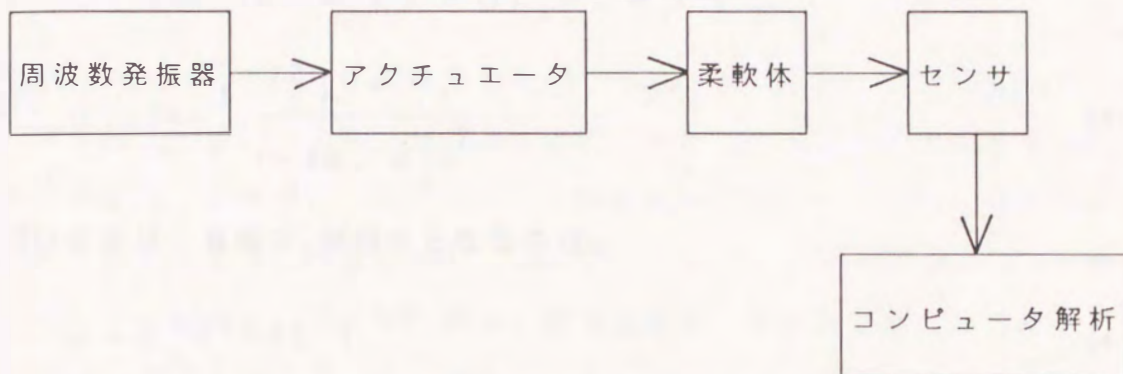 周波数発振器
アクチュエータ
柔軟体
センサ
コンピュータ解析